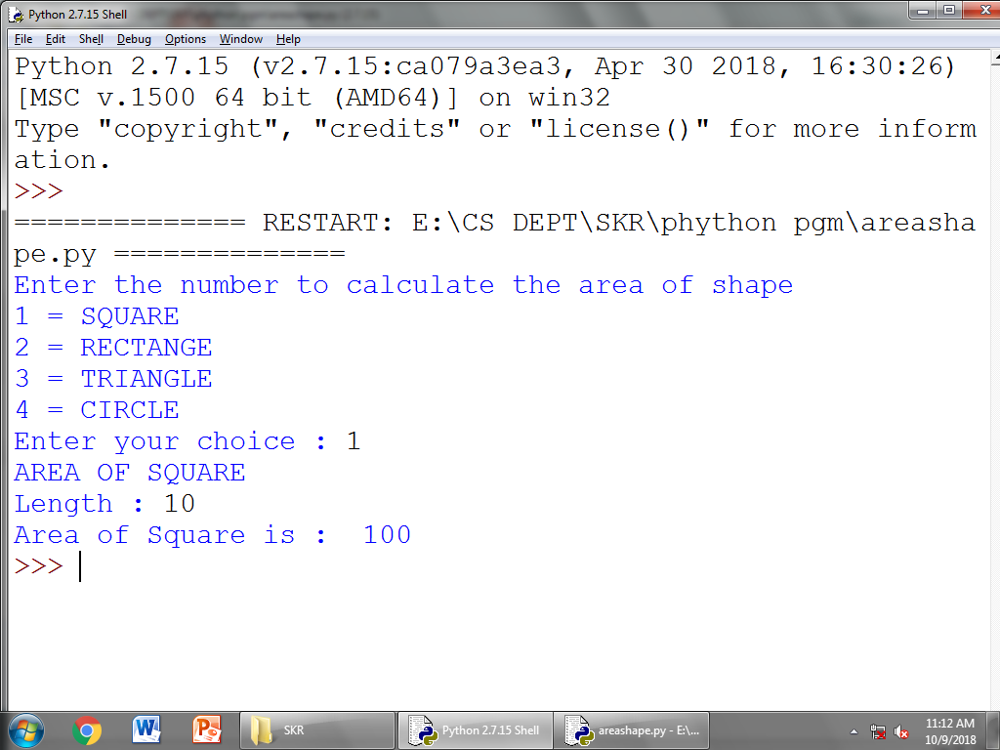 Python 2.7.15 Shell
File Edit Shell Debug Options Window Help
Python 2.7.15 (v2.7.15:ca079a3ea3, Apr 30 2018, 16:30:26)
[MSC v.1500 64 bit (AMD64)] on win32
Type "copyright", "credits" or "license()" for more inform
ation.
>>>
============== RESTART: E:\CS DEPT\SKR\phython pgm\areasha
pe.py ==============
Enter the number to calculate the area of shape
1 = SQUARE
2 = RECTANGE
3 = TRIANGLE
4 = CIRCLE
Enter your choice : 1
AREA OF SQUARE
Length : 10
Area of Square is :  100
>>>
SKR
Python 2.7.15 Shell
areashape.py - E:\...
11:12 AM
10/9/2018